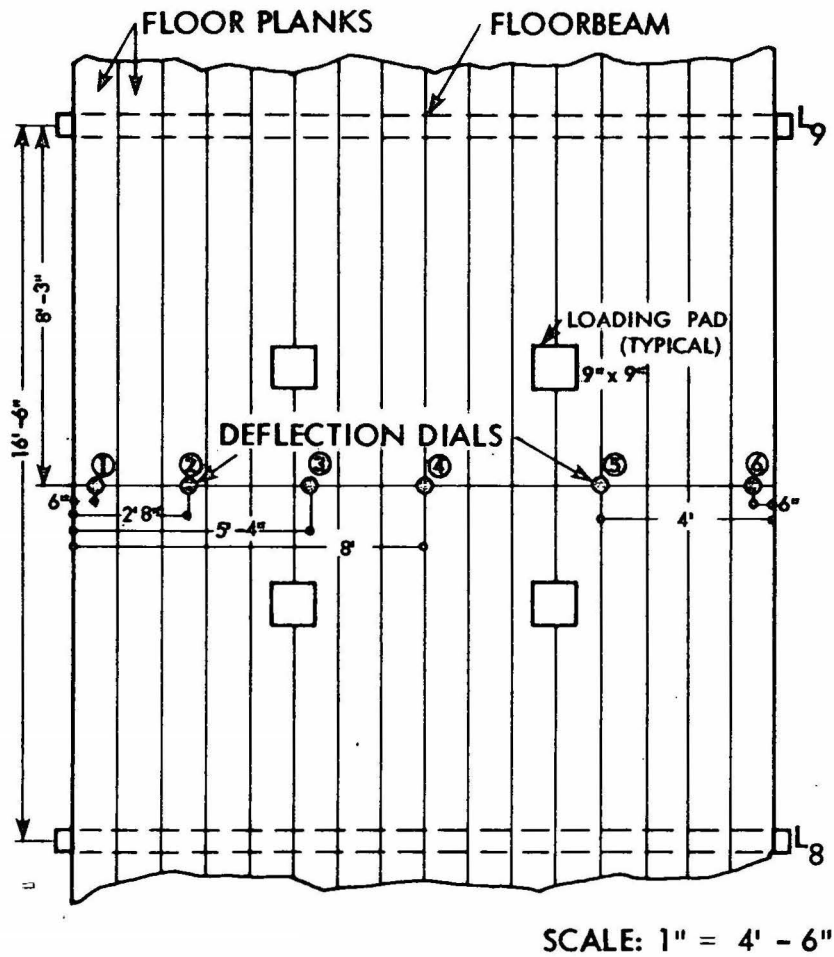 FLOOR PLANKS
FLOORBEAM
L9
8'-3"
16'-6"
LOADING PAD
(TYPICAL)
9" x 9"
DEFLECTION DIALS
① ② ③ ④ ⑤ ⑥
6"
2' 8"
5'-4"
8'
4'
6"
L8
SCALE: 1" = 4' - 6"